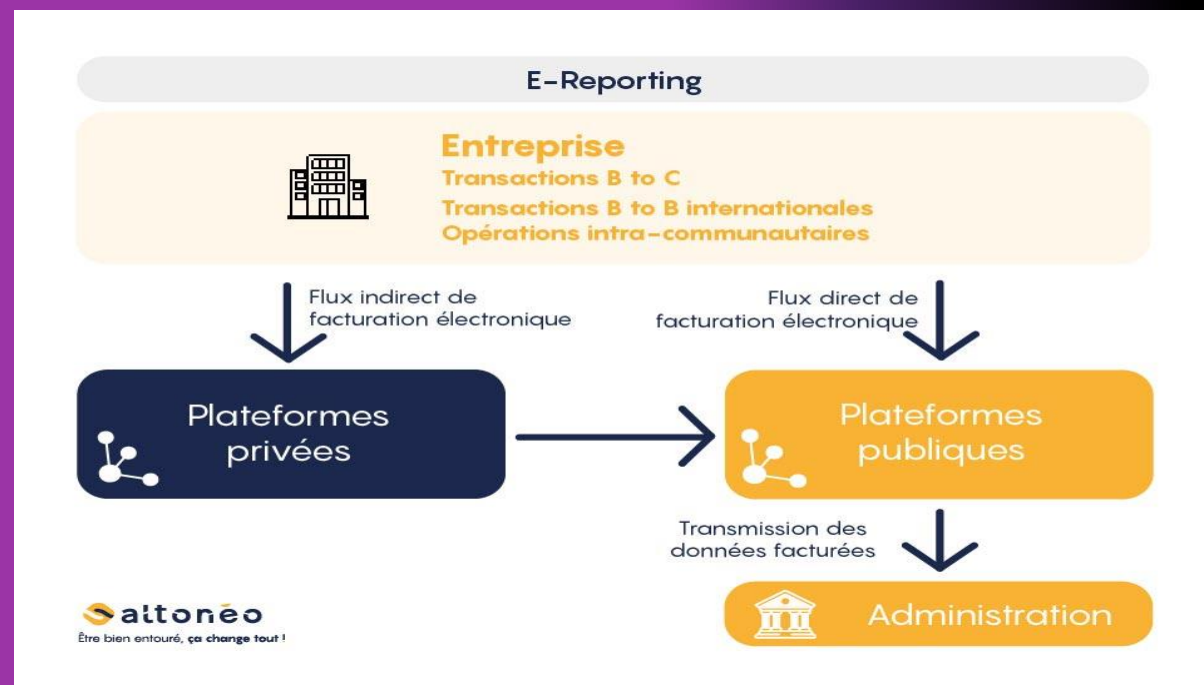 E-Reporting
Entreprise
Transactions B to C
Transactions B to B internationales
Opérations intra-communautaires
Flux indirect de
facturation électronique
Flux direct de
facturation électronique
Plateformes
privées
Plateformes
publiques
Transmission des
données facturées
Administration
altonéo
Être bien entouré, ça change tout !